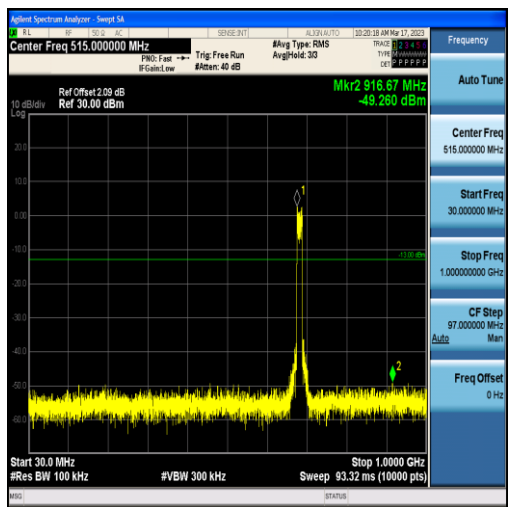 Agilent Spectrum Analyzer - Swept SA
RL RF 50 Ω AC SENSE:INT ALIGN AUTO 10:20:18 AM Mar 17, 2023
Center Freq 515.000000 MHz
PNO: Fast
IFGain:Low
Trig: Free Run
#Atten: 40 dB
#Avg Type: RMS
Avg|Hold: 3/3
TRACE 1 2 3 4 5 6
TYPE
DET P P P P P P
Ref Offset 2.09 dB
10 dB/div Ref 30.00 dBm
Log
Mkr2 916.67 MHz
-49.260 dBm
20.0
10.0
0.00
-10.0
-20.0
-30.0
-40.0
-50.0
-60.0
1
-13.00 dBm
2
Start 30.0 MHz
Stop 1.0000 GHz
#Res BW 100 kHz
#VBW 300 kHz
Sweep 93.32 ms (10000 pts)
MSG
STATUS
Frequency
Auto Tune
Center Freq
515.000000 MHz
Start Freq
30.000000 MHz
Stop Freq
1.000000000 GHz
CF Step
97.000000 MHz
Auto Man
Freq Offset
0 Hz